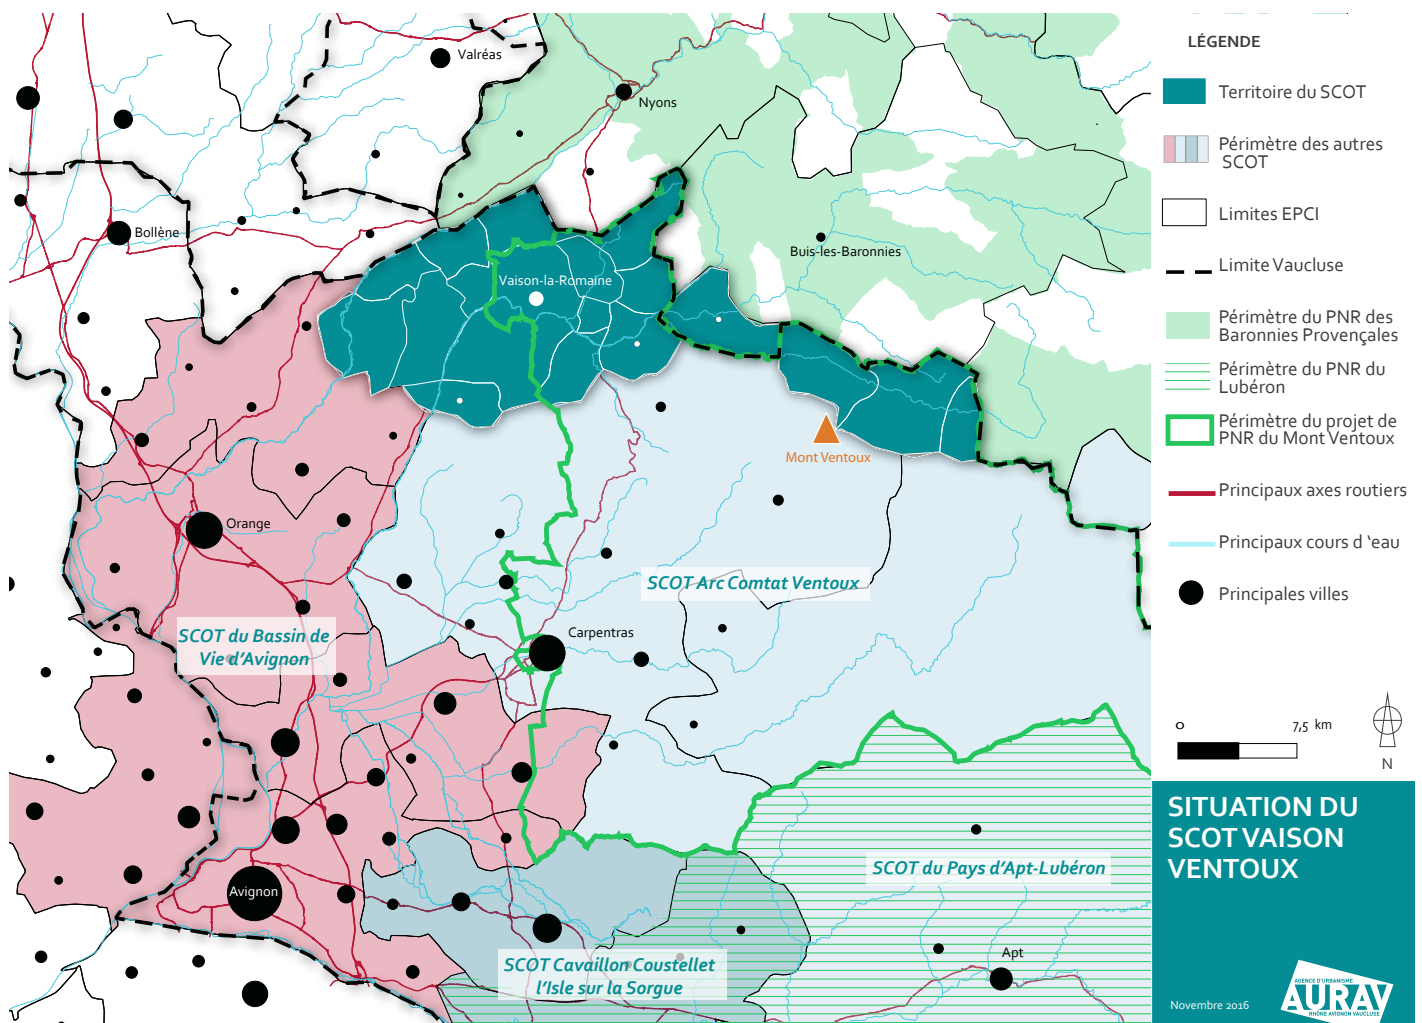 Valréas
Nyons
Bollène
Buis-les-Baronnies
Vaison-la-Romaine
Mont Ventoux
Orange
SCOT Arc Comtat Ventoux
SCOT du Bassin de
Vie d'Avignon
Carpentras
SCOT du Pays d'Apt-Lubéron
Avignon
Apt
SCOT Cavaillon Coustellet
l'Isle sur la Sorgue
LÉGENDE
Territoire du SCOT
Périmètre des autres
SCOT
Limites EPCI
Limite Vaucluse
Périmètre du PNR des
Baronnies Provençales
Périmètre du PNR du
Lubéron
Périmètre du projet de
PNR du Mont Ventoux
Principaux axes routiers
Principaux cours d 'eau
Principales villes
0 7,5 km
N
SITUATION DU
SCOT VAISON
VENTOUX
Novembre 2016
AGENCE D'URBANISME
AURAV
RHÔNE AVIGNON VAUCLUSE